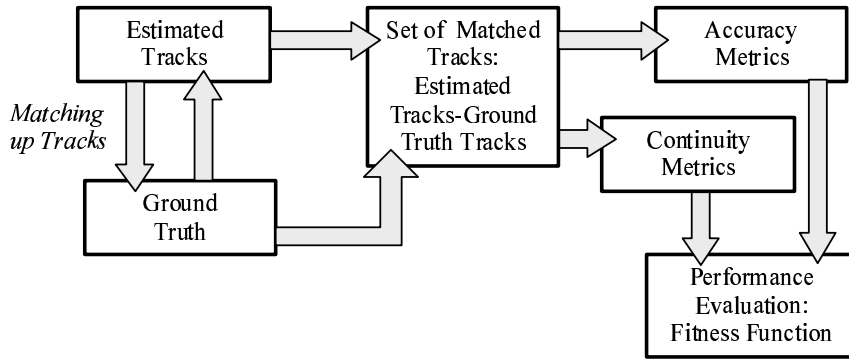 Estimated
Tracks
Matching
up Tracks
Ground
Truth
Set of Matched
Tracks:
Estimated
Tracks-Ground
Truth Tracks
Accuracy
Metrics
Continuity
Metrics
Performance
Evaluation:
Fitness Function